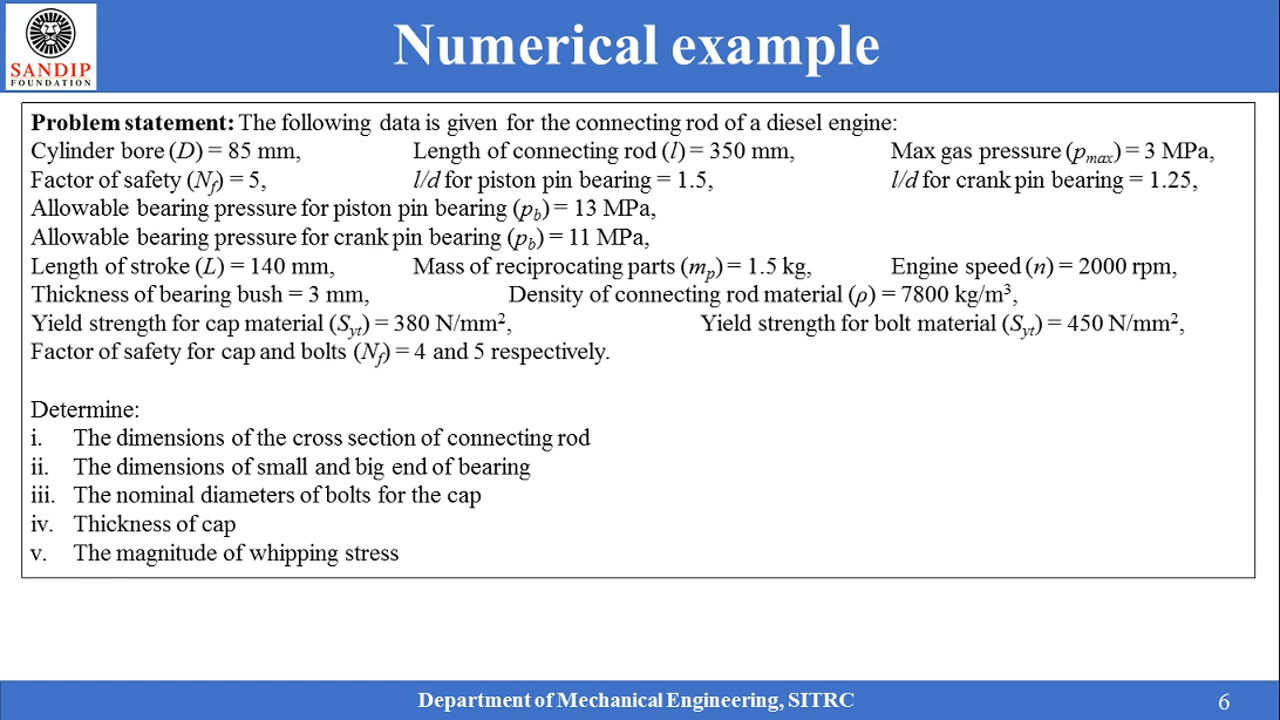 SANDIP
FOUNDATION
Numerical example
Problem statement: The following data is given for the connecting rod of a diesel engine:
Cylinder bore (D) = 85 mm, Length of connecting rod (l) = 350 mm, Max gas pressure (pmax) = 3 MPa,
Factor of safety (Nf) = 5, l/d for piston pin bearing = 1.5, l/d for crank pin bearing = 1.25,
Allowable bearing pressure for piston pin bearing (pb) = 13 MPa,
Allowable bearing pressure for crank pin bearing (pb) = 11 MPa,
Length of stroke (L) = 140 mm, Mass of reciprocating parts (mp) = 1.5 kg, Engine speed (n) = 2000 rpm,
Thickness of bearing bush = 3 mm, Density of connecting rod material (ρ) = 7800 kg/m³,
Yield strength for cap material (Syt) = 380 N/mm², Yield strength for bolt material (Syt) = 450 N/mm²,
Factor of safety for cap and bolts (Nf) = 4 and 5 respectively.
Determine:
i. The dimensions of the cross section of connecting rod
ii. The dimensions of small and big end of bearing
iii. The nominal diameters of bolts for the cap
iv. Thickness of cap
v. The magnitude of whipping stress
Department of Mechanical Engineering, SITRC 6